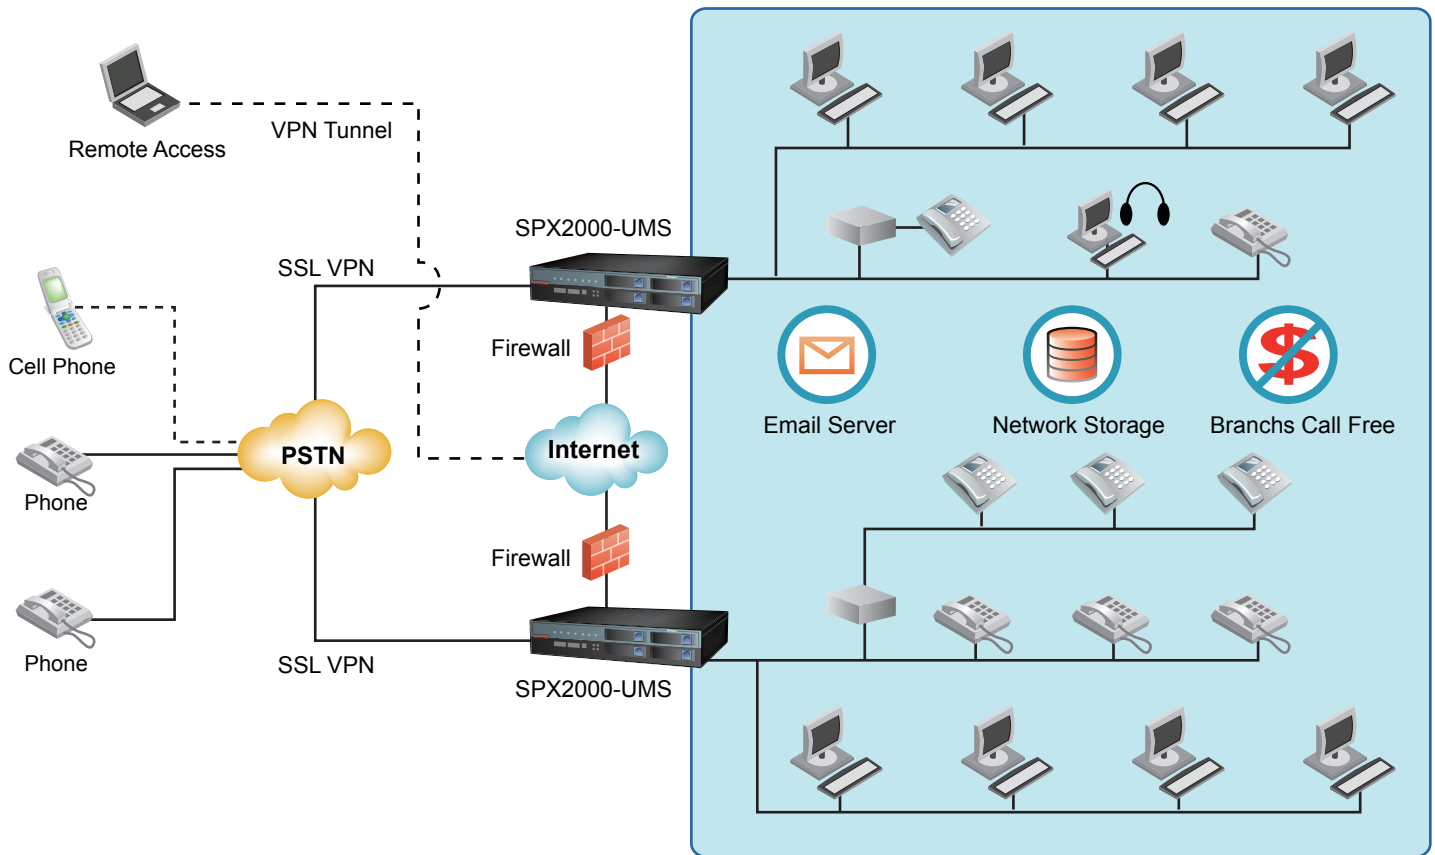 VPN Tunnel
Remote Access
SPX2000-UMS
SSL VPN
Firewall
Cell Phone
Email Server
Network Storage
Branchs Call Free
PSTN
Internet
Phone
Firewall
Phone
SSL VPN
SPX2000-UMS